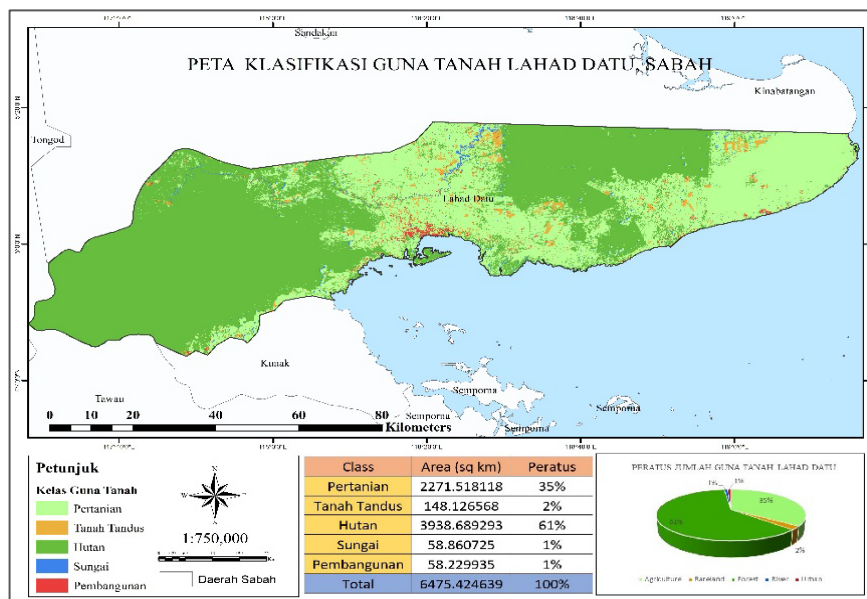 Sandakan
PETA KLASIFIKASI GUNA TANAH LAHAD DATU, SABAH
Kinabatangan
Tongod
Lahad Datu
Kunak
Tawau
Semporna
Semporna
Semporna
Semporna
0 10 20 40 60 80
Kilometers
Petunjuk
Kelas Guna Tanah
Pertanian
Tanah Tandus
Hutan
Sungai
Pembangunan
1:750,000
Daerah Sabah
Class Area (sq km) Peratus
Pertanian 2271.518118 35%
Tanah Tandus 148.126568 2%
Hutan 3938.689293 61%
Sungai 58.860725 1%
Pembangunan 58.229935 1%
Total 6475.424639 100%
PERATUS JUMLAH GUNA TANAH LAHAD DATU
1% 1%
35%
61%
2%
Agriculture Bareland Forest River Urban